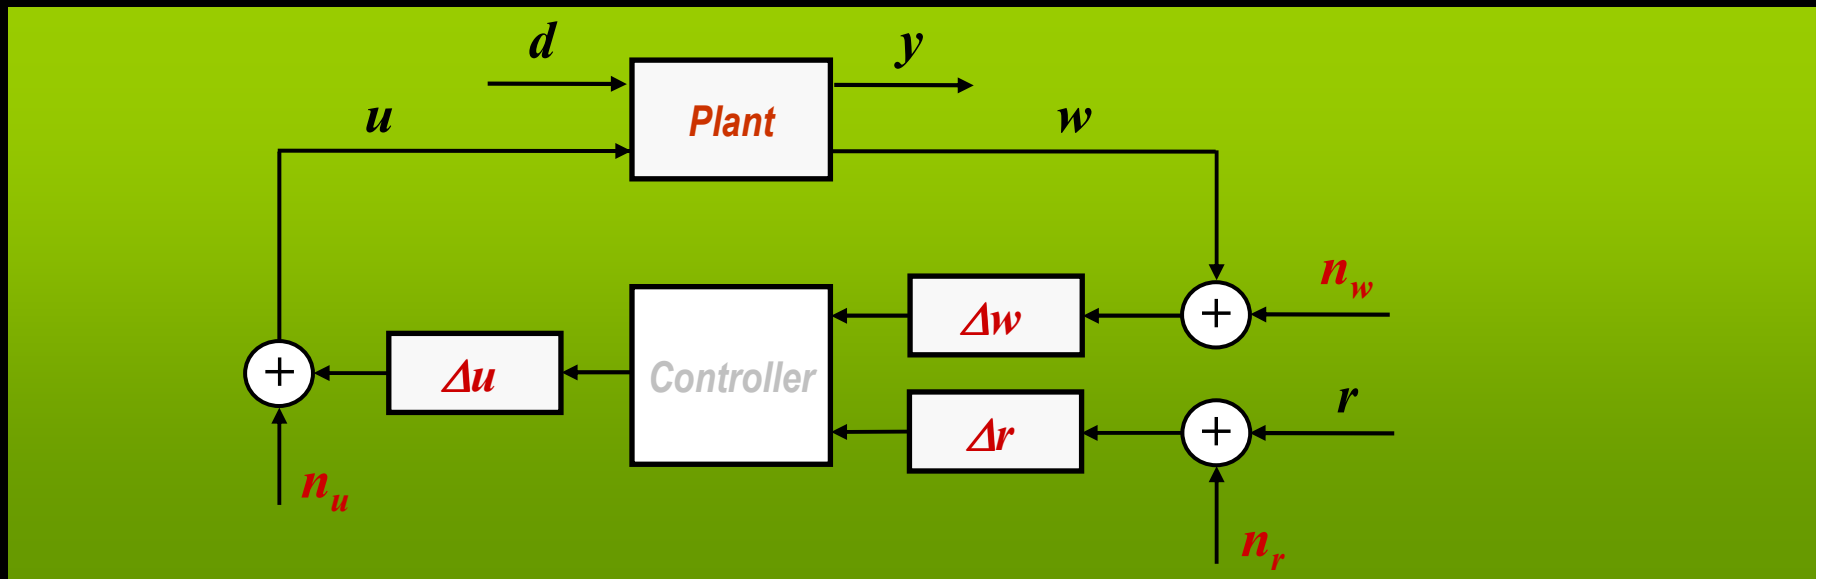 d
y
u
Plant
w
n_w
+
Δw
Δu
Controller
+
r
+
Δr
n_u
n_r